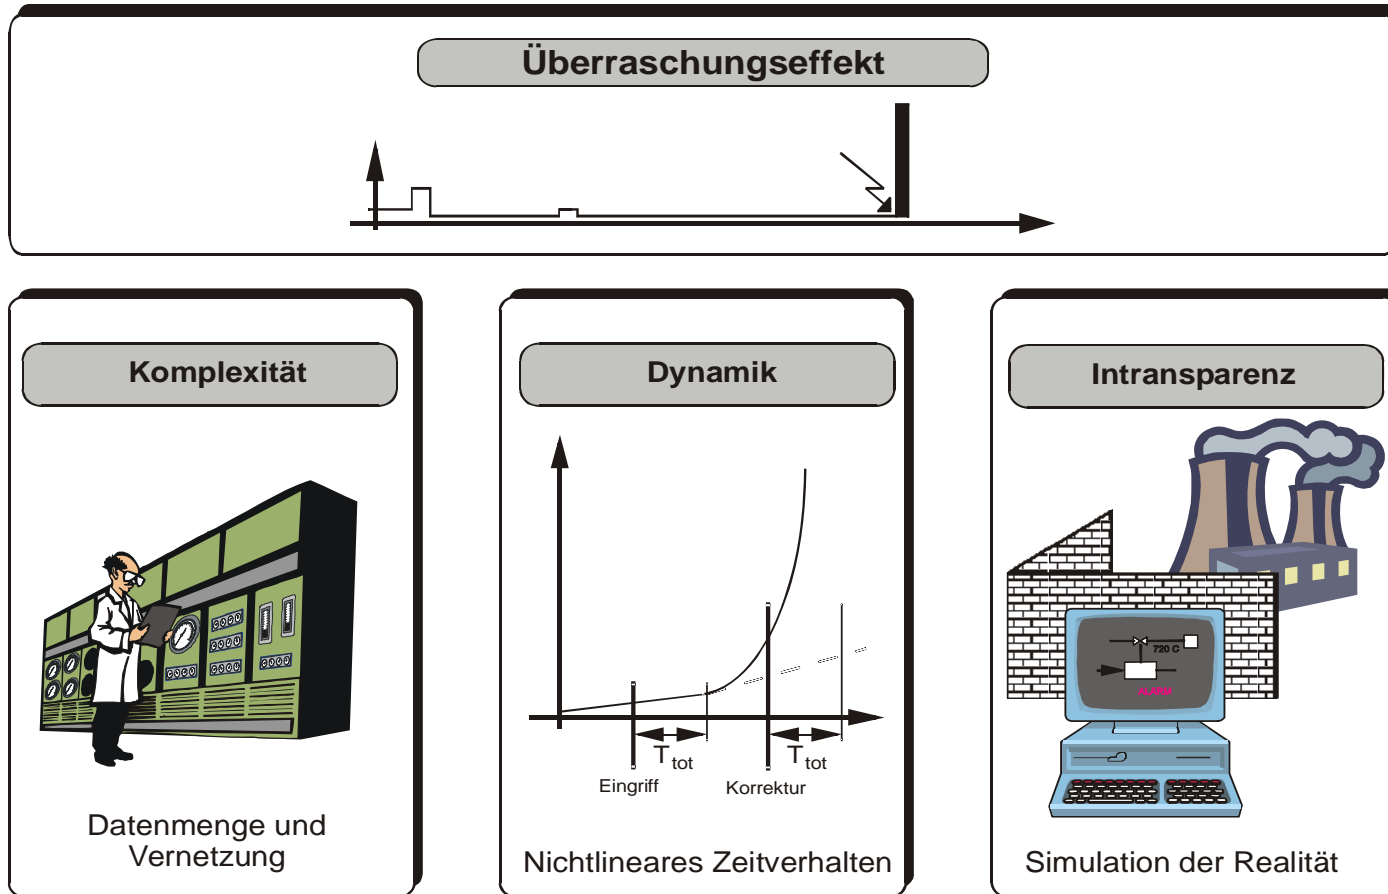 Überraschungseffekt
Komplexität
Datenmenge und
Vernetzung
Dynamik
T tot
T tot
Eingriff
Korrektur
Nichtlineares Zeitverhalten
Intransparenz
720 C
ALARM
Simulation der Realität